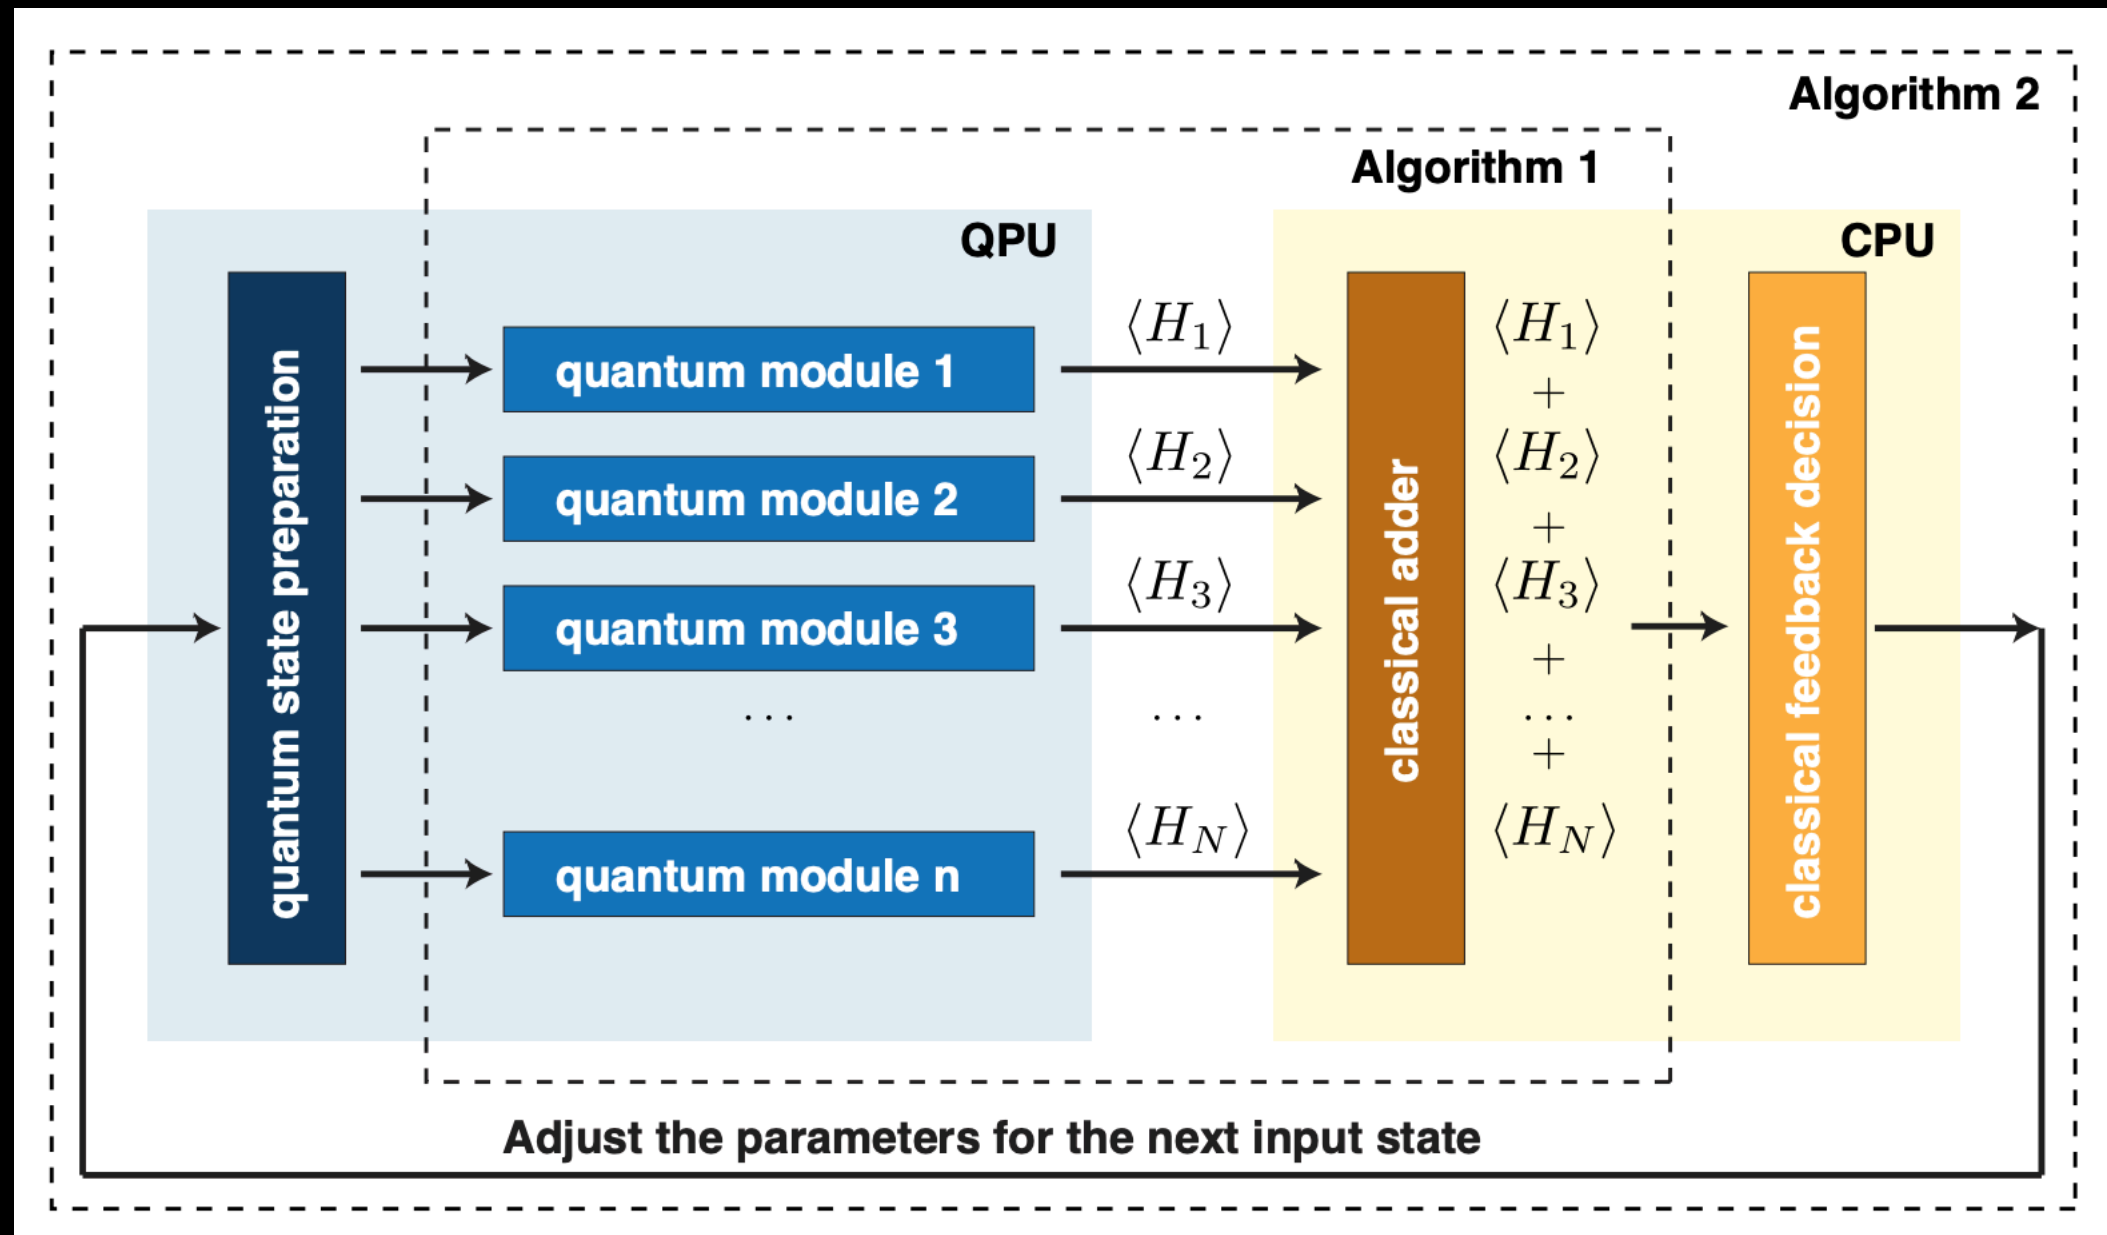 Algorithm 2
Algorithm 1
QPU
CPU
quantum state preparation
quantum module 1
quantum module 2
quantum module 3
...
quantum module n
⟨H₁⟩
⟨H₂⟩
⟨H₃⟩
...
⟨H_N⟩
classical adder
⟨H₁⟩
+
⟨H₂⟩
+
⟨H₃⟩
+
...
+
⟨H_N⟩
classical feedback decision
Adjust the parameters for the next input state